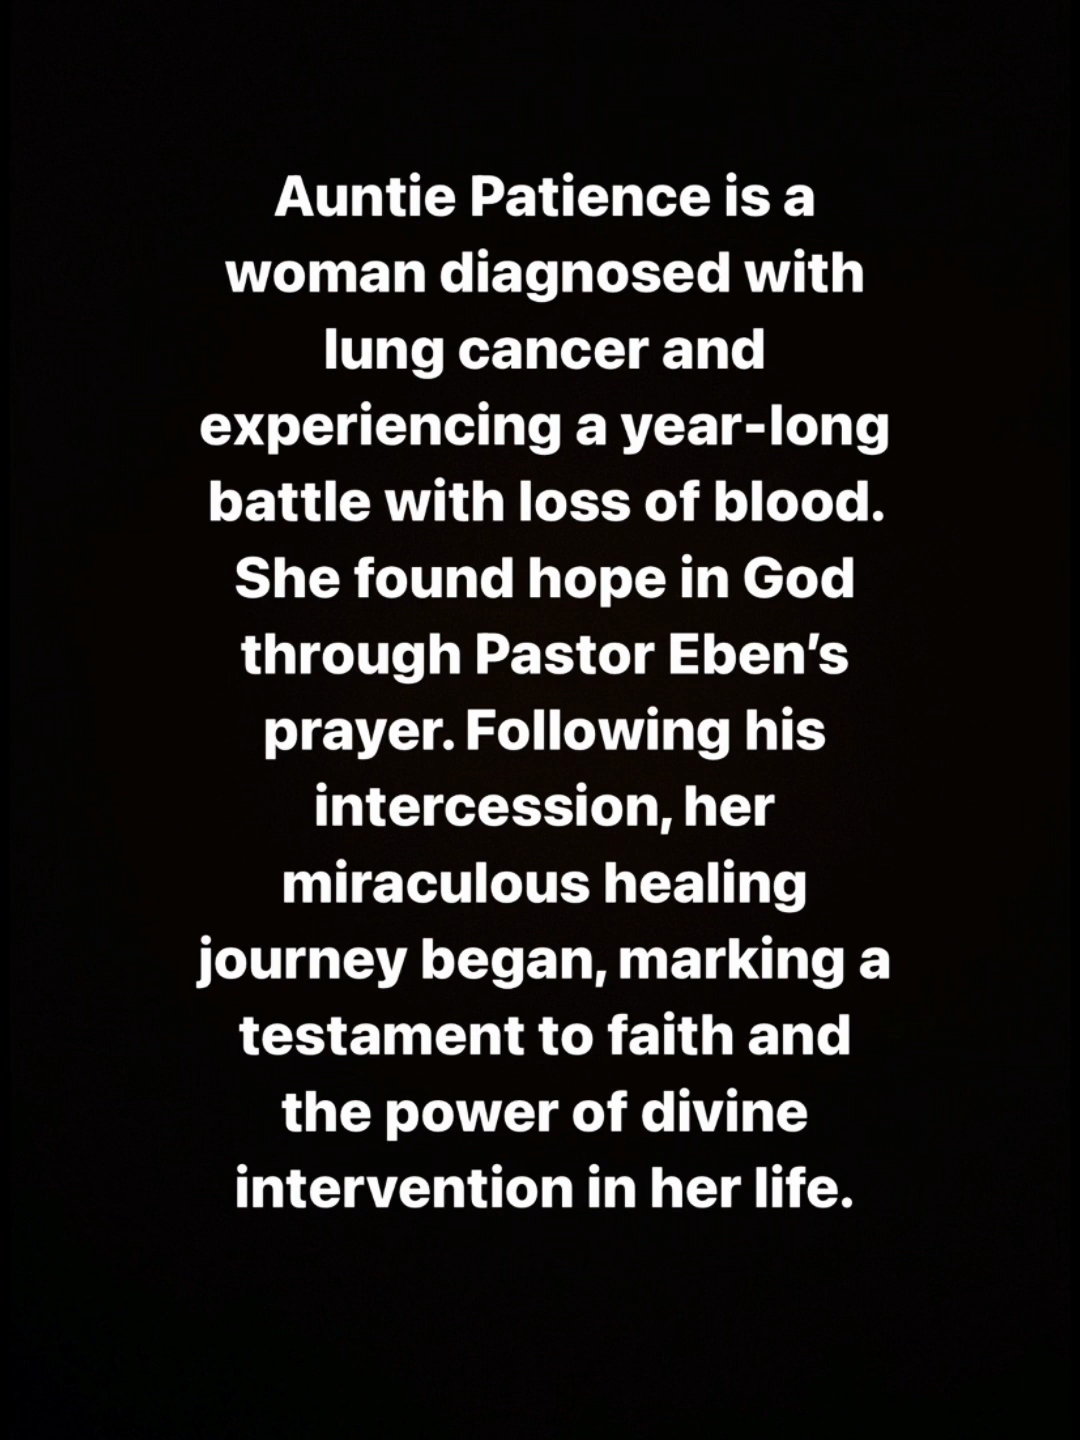 Auntie Patience is a
woman diagnosed with
lung cancer and
experiencing a year-long
battle with loss of blood.
She found hope in God
through Pastor Eben’s
prayer. Following his
intercession, her
miraculous healing
journey began, marking a
testament to faith and
the power of divine
intervention in her life.